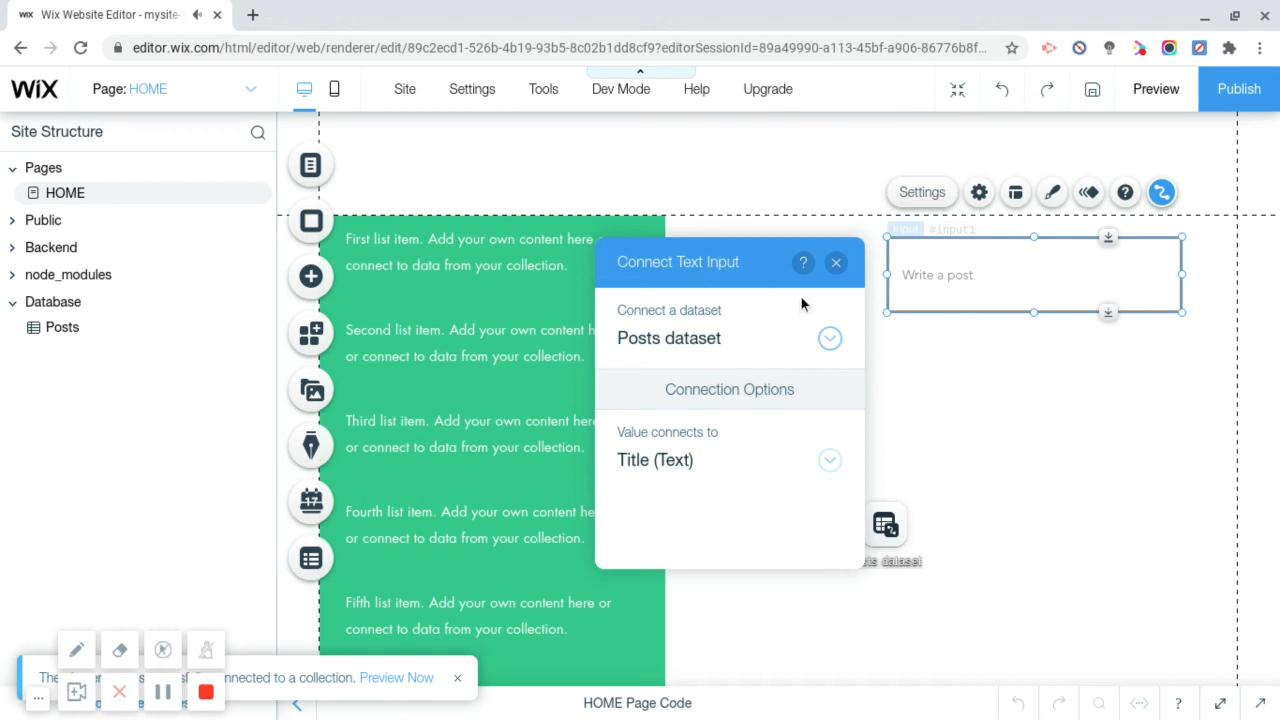 WiX Wix Website Editor - mysite-
editor.wix.com/html/editor/web/renderer/edit/89c2ecd1-526b-4b19-93b5-8c02b1dd8cf9?editorSessionId=89a49990-a113-45bf-a906-86776b8f...
WiX Page: HOME Site Settings Tools Dev Mode Help Upgrade Preview Publish
Site Structure
Pages
HOME
Public
Backend
node_modules
Database
Posts
Settings
Input #input1
Write a post
First list item. Add your own content here
connect to data from your collection.
Second list item. Add your own content h
or connect to data from your collection.
Third list item. Add your own content here
or connect to data from your collection.
Fourth list item. Add your own content he
or connect to data from your collection.
Fifth list item. Add your own content here or
connect to data from your collection.
17
Connect Text Input ?
Connect a dataset
Posts dataset
Connection Options
Value connects to
Title (Text)
dataset
The
nnected to a collection. Preview Now
...
HOME Page Code
?